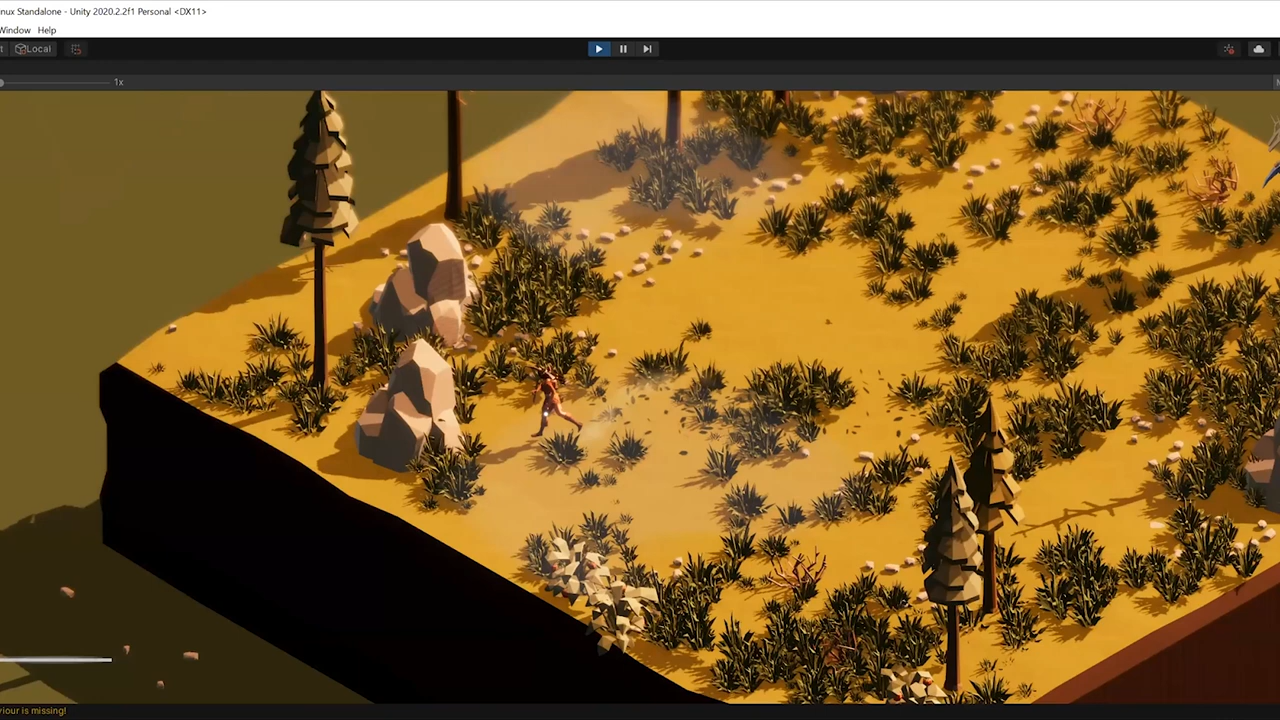 nux Standalone - Unity 2020.2.2f1 Personal <DX11>
Window Help
t Local
1x
viour is missing!